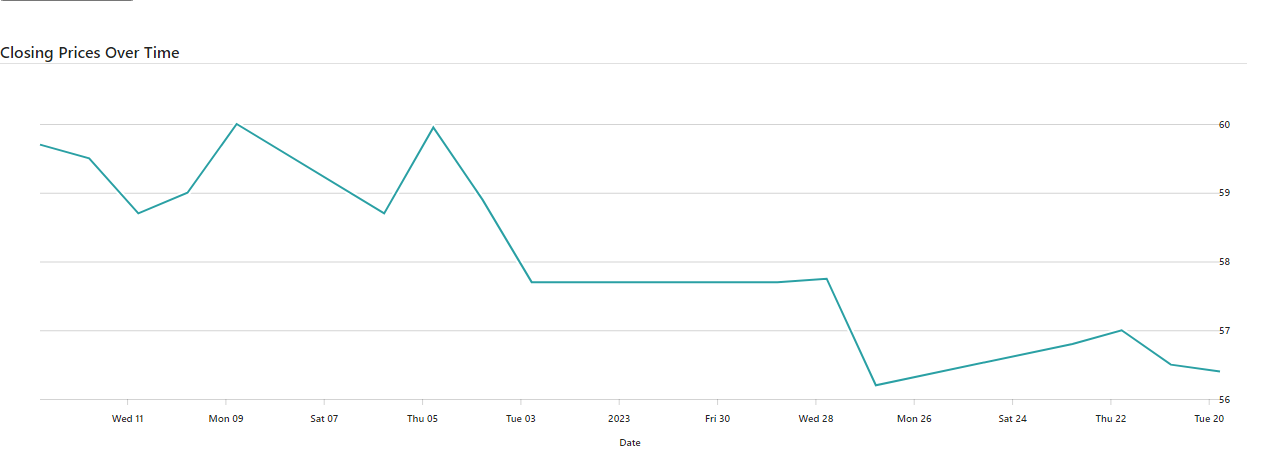 Closing Prices Over Time
60
59
58
57
56
Wed 11 Mon 09 Sat 07 Thu 05 Tue 03 2023 Fri 30 Wed 28 Mon 26 Sat 24 Thu 22 Tue 20
Date